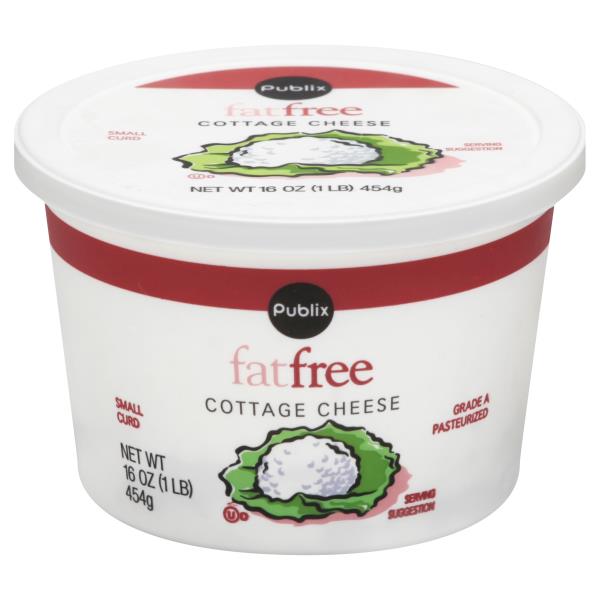 Publix
fatfree
COTTAGE CHEESE
SMALL
CURD
SERVING
SUGGESTION
U D
NET WT 16 OZ (1 LB) 454g
Publix
fatfree
COTTAGE CHEESE
SMALL
CURD
GRADE A
PASTEURIZED
NET WT
16 OZ (1 LB)
454g
U D
SERVING
SUGGESTION